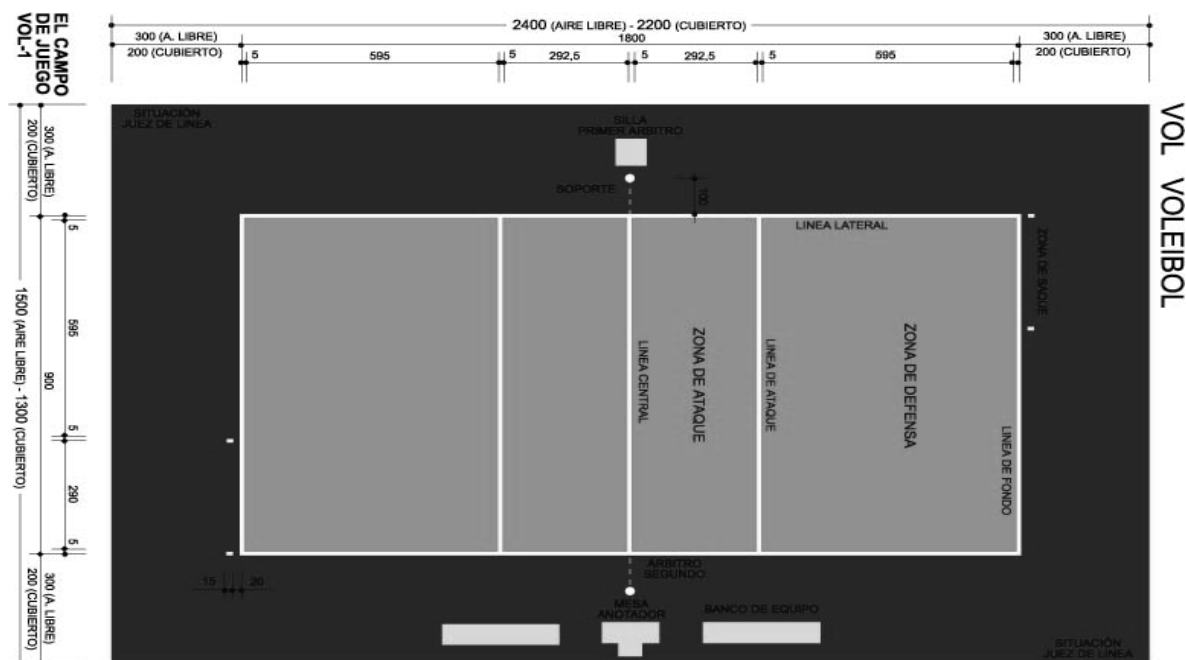 2400 (AIRE LIBRE) - 2200 (CUBIERTO)
300 (A. LIBRE)
1800
300 (A. LIBRE)
200 (CUBIERTO)
5
595
5
292,5
5
292,5
5
595
200 (CUBIERTO)
EL CAMPO
DE JUEGO
VOL-1
VOL VOLEIBOL
SITUACIÓN
JUEZ DE LINEA
SILLA
PRIMER ARBITRO
SOPORTE
100
LINEA LATERAL
ZONA DE SAQUE
LINEA CENTRAL
ZONA DE ATAQUE
LINEA DE ATAQUE
ZONA DE DEFENSA
LINEA DE FONDO
300 (A. LIBRE)
200 (CUBIERTO)
5
595
900
1500 (AIRE LIBRE) - 1300 (CUBIERTO)
5
290
5
300 (A. LIBRE)
200 (CUBIERTO)
15
20
ARBITRO
SEGUNDO
MESA
ANOTADOR
BANCO DE EQUIPO
SITUACIÓN
JUEZ DE LINEA